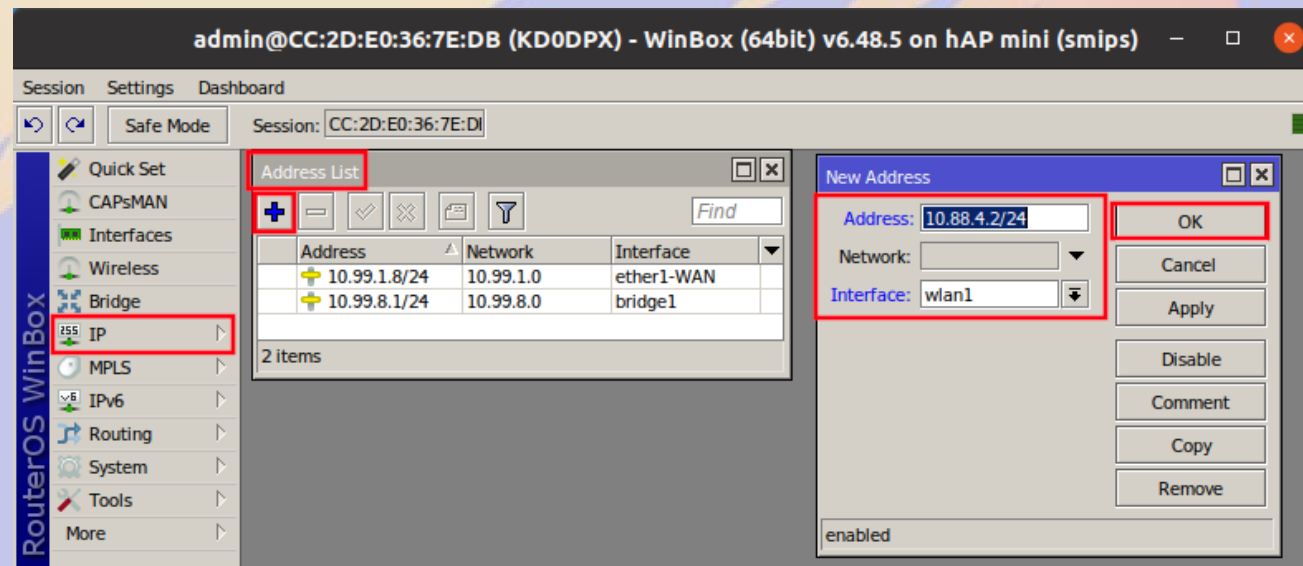 admin@CC:2D:E0:36:7E:DB (KD0DPX) - WinBox (64bit) v6.48.5 on hAP mini (smips)
Session Settings Dashboard
Safe Mode Session: CC:2D:E0:36:7E:D
RouterOS WinBox
Quick Set
CAPsMAN
Interfaces
Wireless
Bridge
255 IP
MPLS
v6 IPv6
Routing
System
Tools
More
Address List
Find
Address Network Interface
10.99.1.8/24 10.99.1.0 ether1-WAN
10.99.8.1/24 10.99.8.0 bridge1
2 items
New Address
Address: 10.88.4.2/24
Network:
Interface: wlan1
OK
Cancel
Apply
Disable
Comment
Copy
Remove
enabled